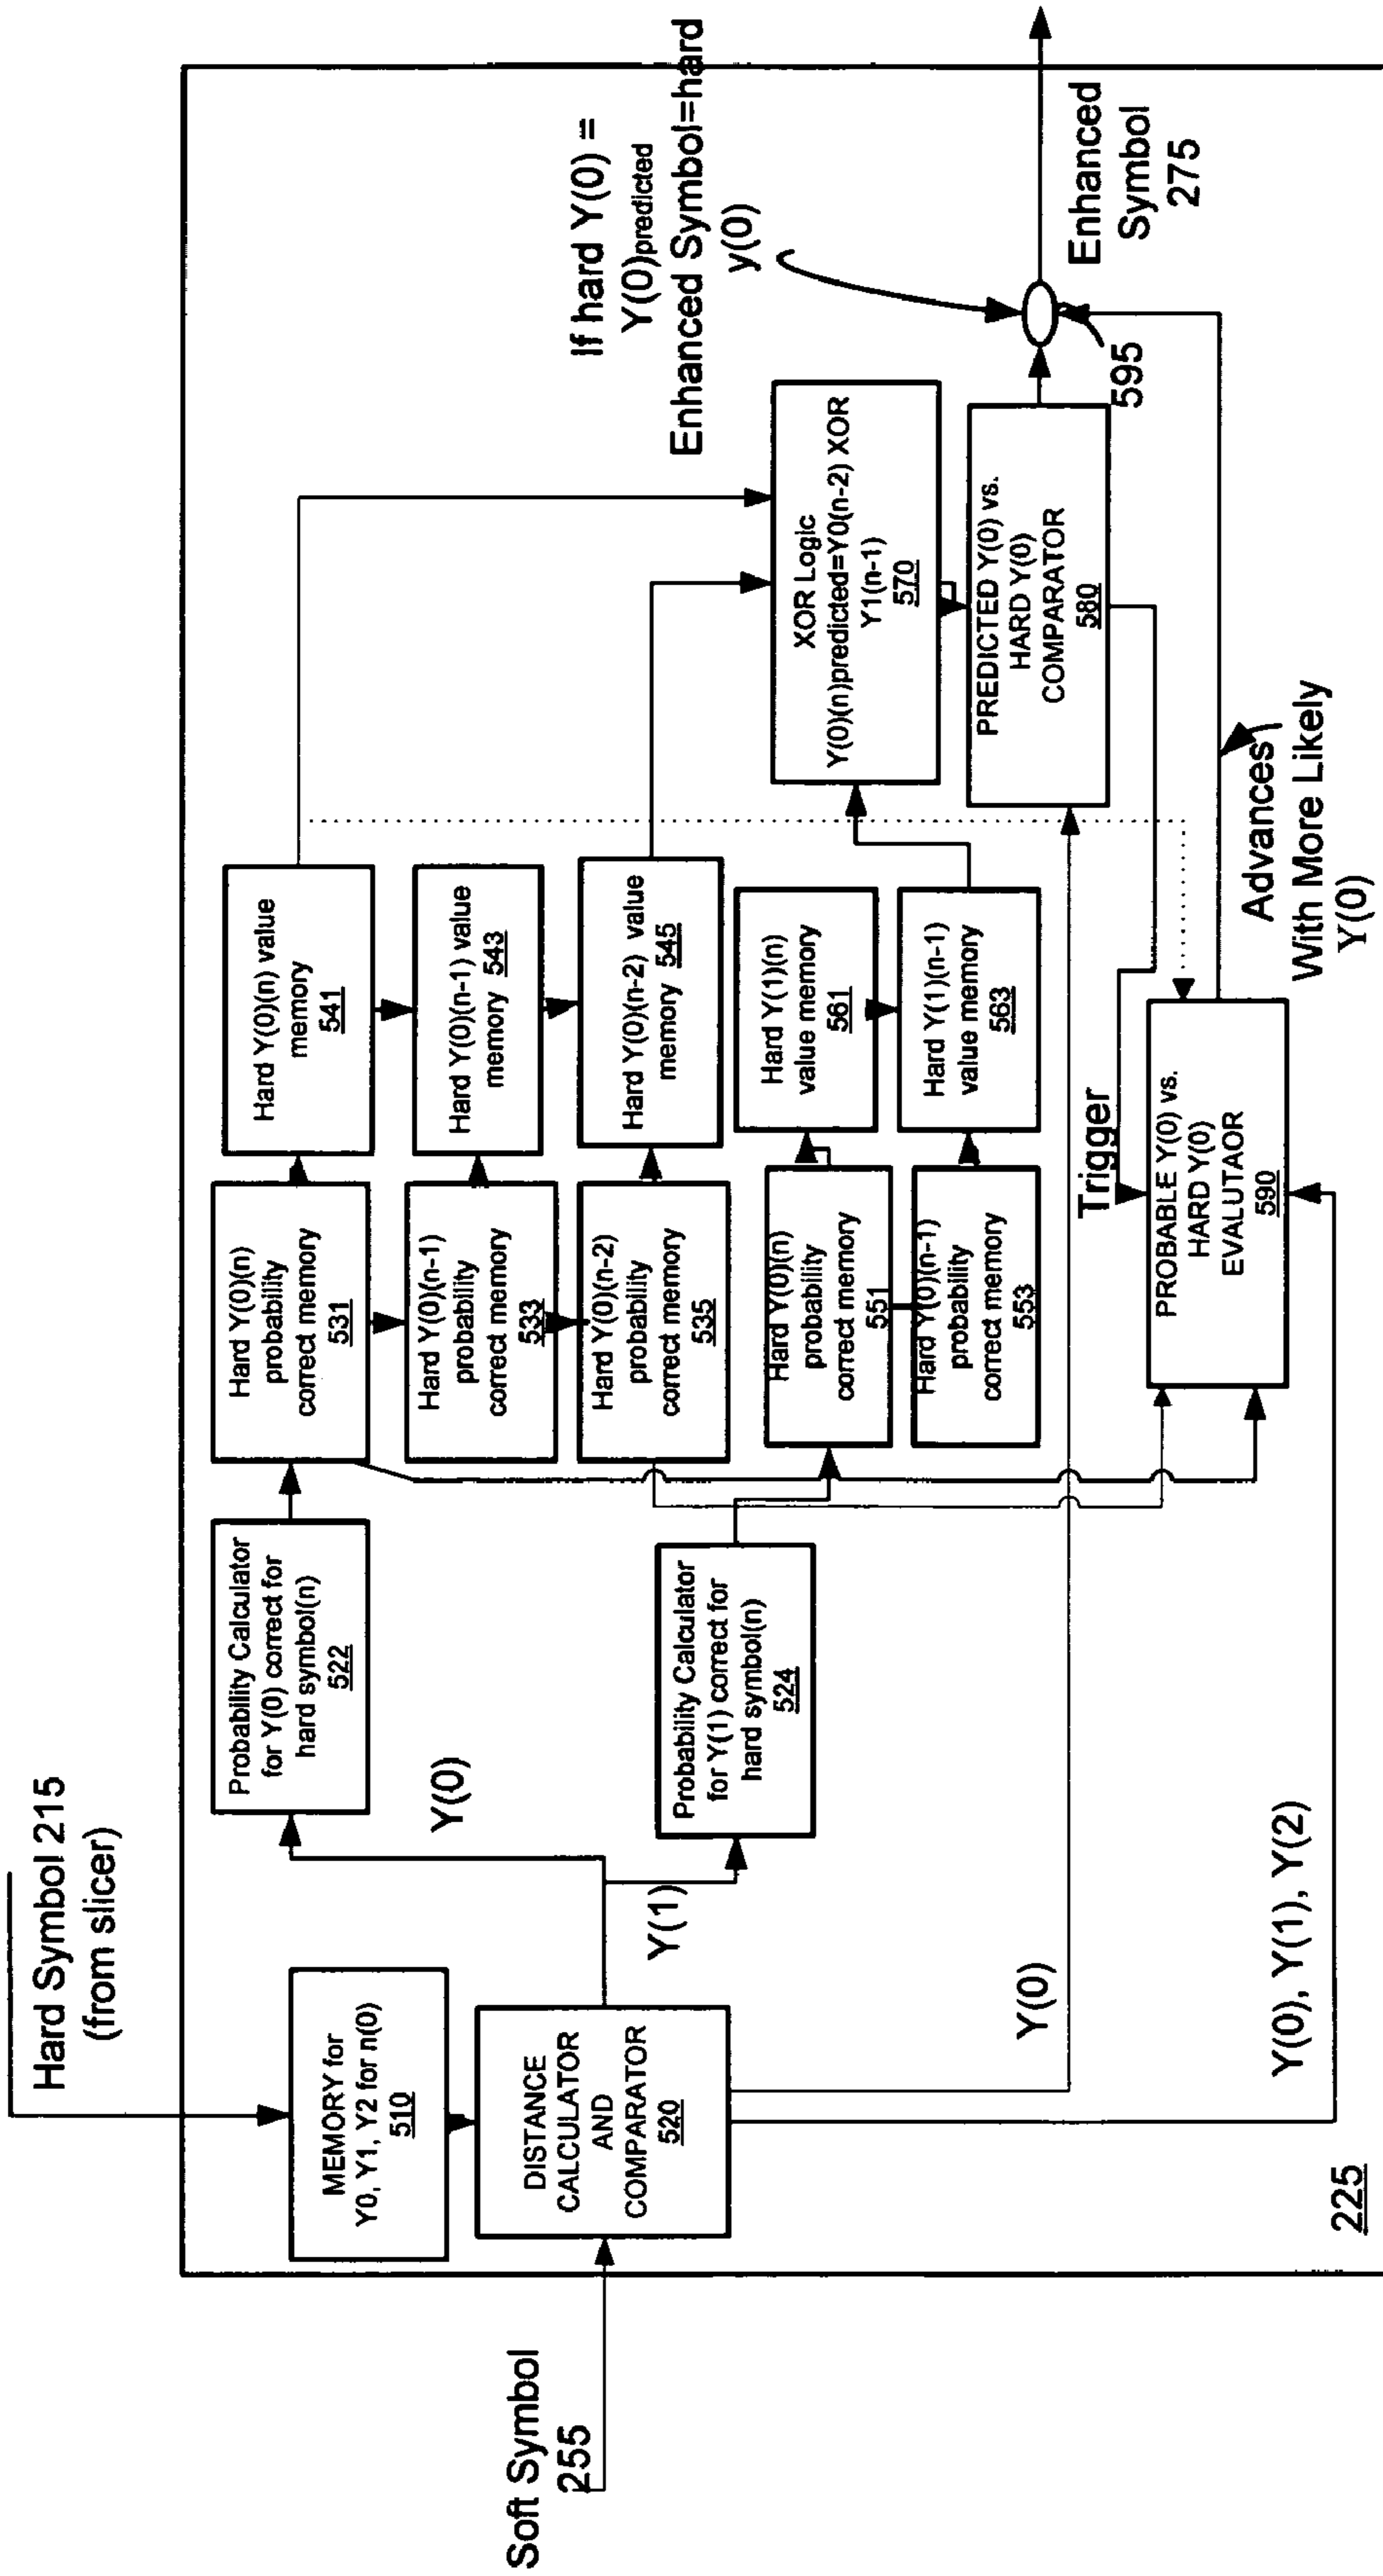 Hard Symbol 215
(from slicer)
Soft Symbol
255
MEMORY for
Y0, Y1, Y2 for n(0)
510
DISTANCE
CALCULATOR
AND
COMPARATOR
520
Y(0)
Y(1)
Probability Calculator
for Y(0) correct for
hard symbol(n)
522
Probability Calculator
for Y(1) correct for
hard symbol(n)
524
Hard Y(0)(n)
probability
correct memory
531
Hard Y(0)(n-1)
probability
correct memory
533
Hard Y(0)(n-2)
probability
correct memory
535
Hard Y(0)(n)
probability
correct memory
551
Hard Y(0)(n-1)
probability
correct memory
553
Hard Y(0)(n) value
memory
541
Hard Y(0)(n-1) value
memory 543
Hard Y(0)(n-2) value
memory 545
Hard Y(1)(n)
value memory
561
Hard Y(1)(n-1)
value memory
563
XOR Logic
Y(0)(n)predicted=Y0(n-2) XOR
Y1(n-1)
570
PREDICTED Y(0) vs.
HARD Y(0)
COMPARATOR
580
Trigger
PROBABLE Y(0) vs.
HARD Y(0)
EVALUTAOR
590
Y(0)
Y(0), Y(1), Y(2)
If hard Y(0) =
Y(0)predicted
Enhanced Symbol=hard
y(0)
595
Enhanced
Symbol
275
Advances
With More Likely
Y(0)
225